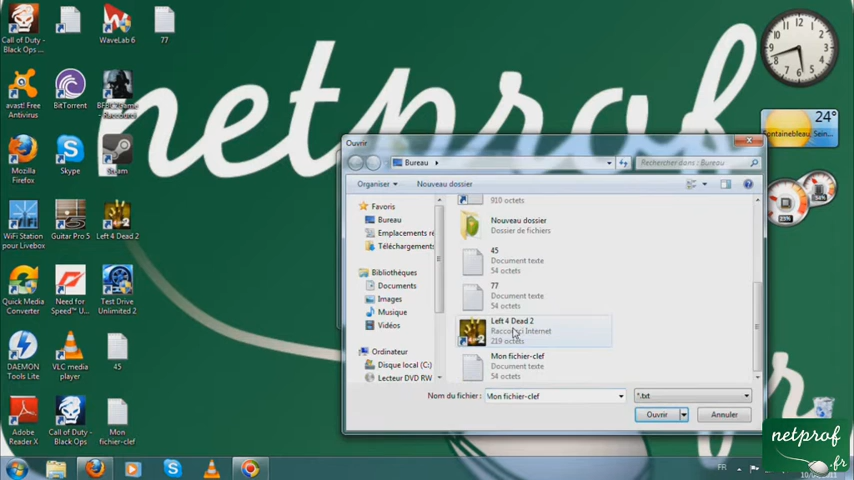 netprof
Call of Duty - Black Ops ...
WaveLab 6
77
avast! Free Antivirus
BitTorrent
Mozilla Firefox
Skype
Steam
WiFi Station pour Livebox
Guitar Pro 5
Left 4 Dead 2
Quick Media Converter
Need for Speed™ U...
Test Drive Unlimited 2
DAEMON Tools Lite
VLC media player
45
Adobe Reader X
Call of Duty - Black Ops
Mon fichier-clef
24°
Fontainebleau
Sein...
Ouvrir
Bureau
Rechercher dans : Bureau
Organiser
Nouveau dossier
Favoris
Bureau
Emplacements ré
Téléchargements
Bibliothèques
Documents
Images
Musique
Vidéos
Ordinateur
Disque local (C:)
Lecteur DVD RW
910 octets
Nouveau dossier
Dossier de fichiers
45
Document texte
54 octets
77
Document texte
54 octets
Left 4 Dead 2
Raccourci Internet
219 octets
Mon fichier-clef
Document texte
54 octets
Nom du fichier :
Mon fichier-clef
*.txt
Ouvrir
Annuler
FR
netprof
.fr